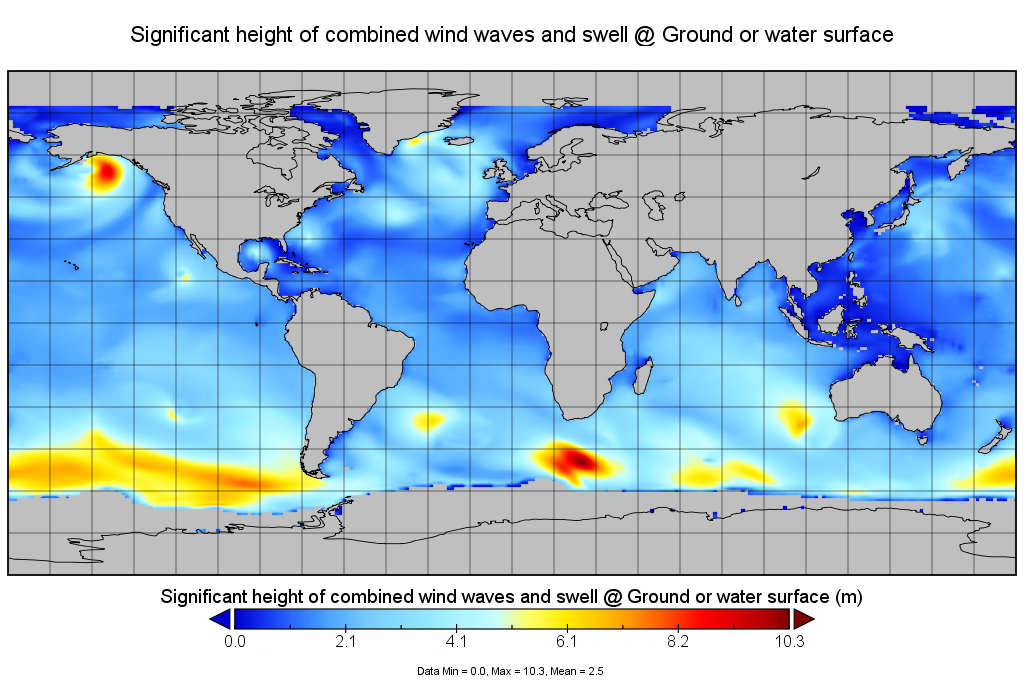 Significant height of combined wind waves and swell @ Ground or water surface
Significant height of combined wind waves and swell @ Ground or water surface (m)
0.0 2.1 4.1 6.1 8.2 10.3
Data Min = 0.0, Max = 10.3, Mean = 2.5